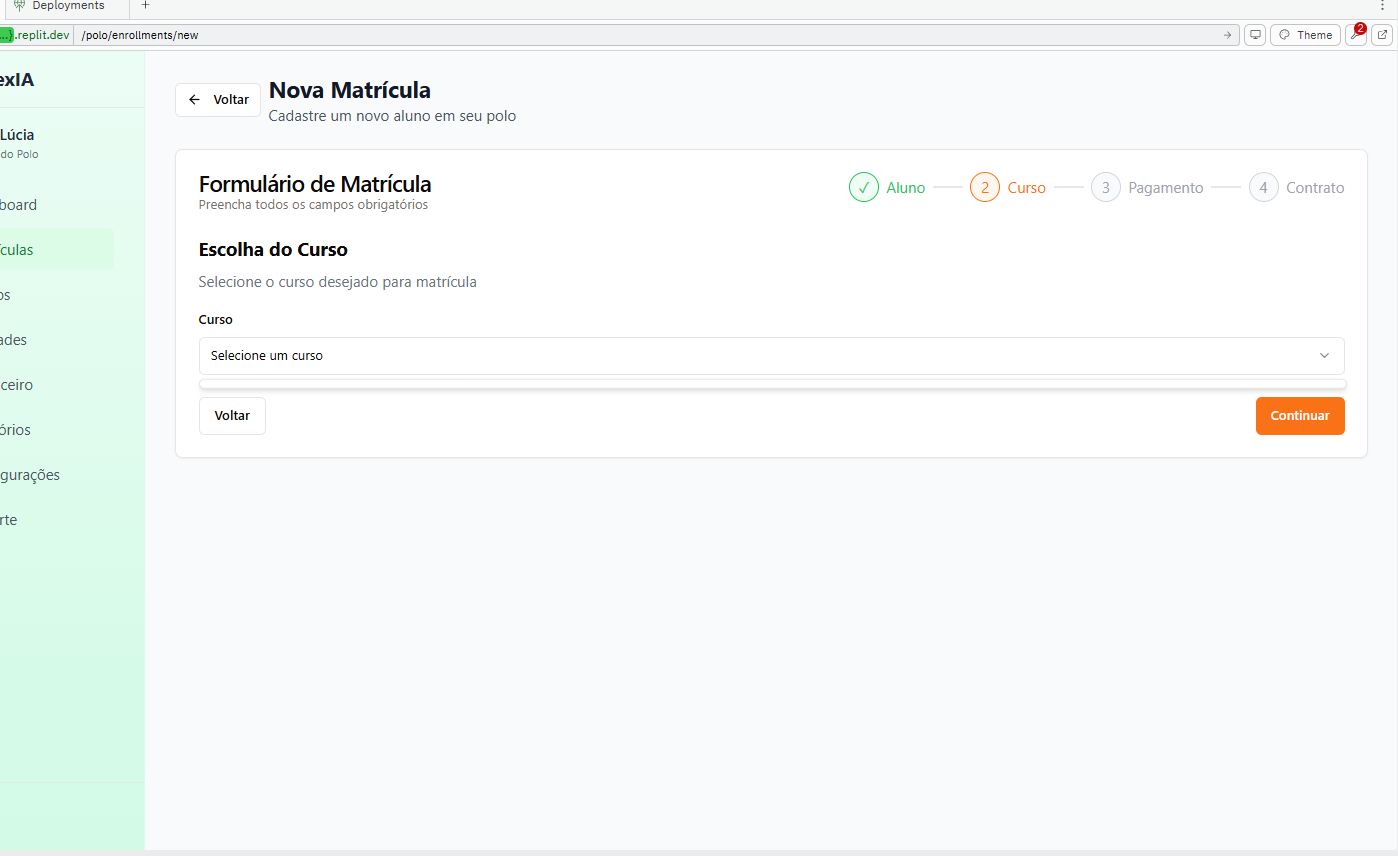 Deployments +
...}.replit.dev /polo/enrollments/new
Theme 2
exIA
Lúcia
do Polo
board
ículas
os
ades
ceiro
órios
gurações
rte
Voltar
Nova Matrícula
Cadastre um novo aluno em seu polo
Formulário de Matrícula
Preencha todos os campos obrigatórios
✓ Aluno 2 Curso 3 Pagamento 4 Contrato
Escolha do Curso
Selecione o curso desejado para matrícula
Curso
Selecione um curso
Voltar
Continuar